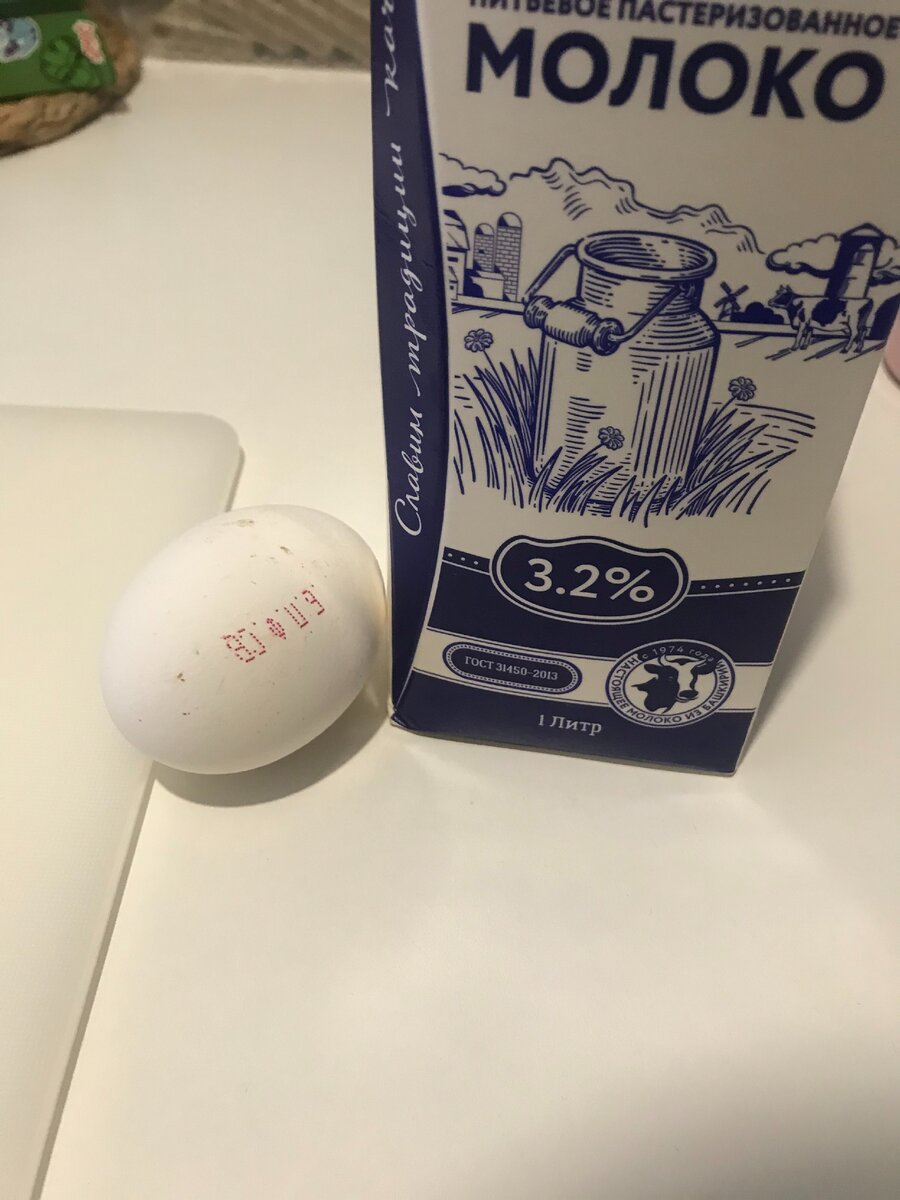 ПИТЬЕВОЕ ПАСТЕРИЗОВАННОЕ
МОЛОКО
Славим традиции
3.2%
ГОСТ 31450-2013
с 1974 года
НАСТОЯЩЕЕ МОЛОКО ИЗ БАШКИРИИ
1 Литр